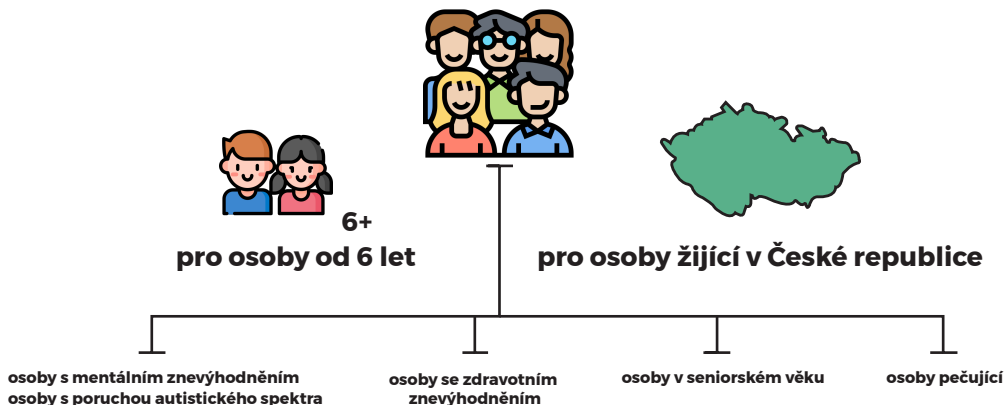 6+
pro osoby od 6 let
pro osoby žijící v České republice
osoby s mentálním znevýhodněním
osoby s poruchou autistického spektra
osoby se zdravotním
znevýhodněním
osoby v seniorském věku
osoby pečující